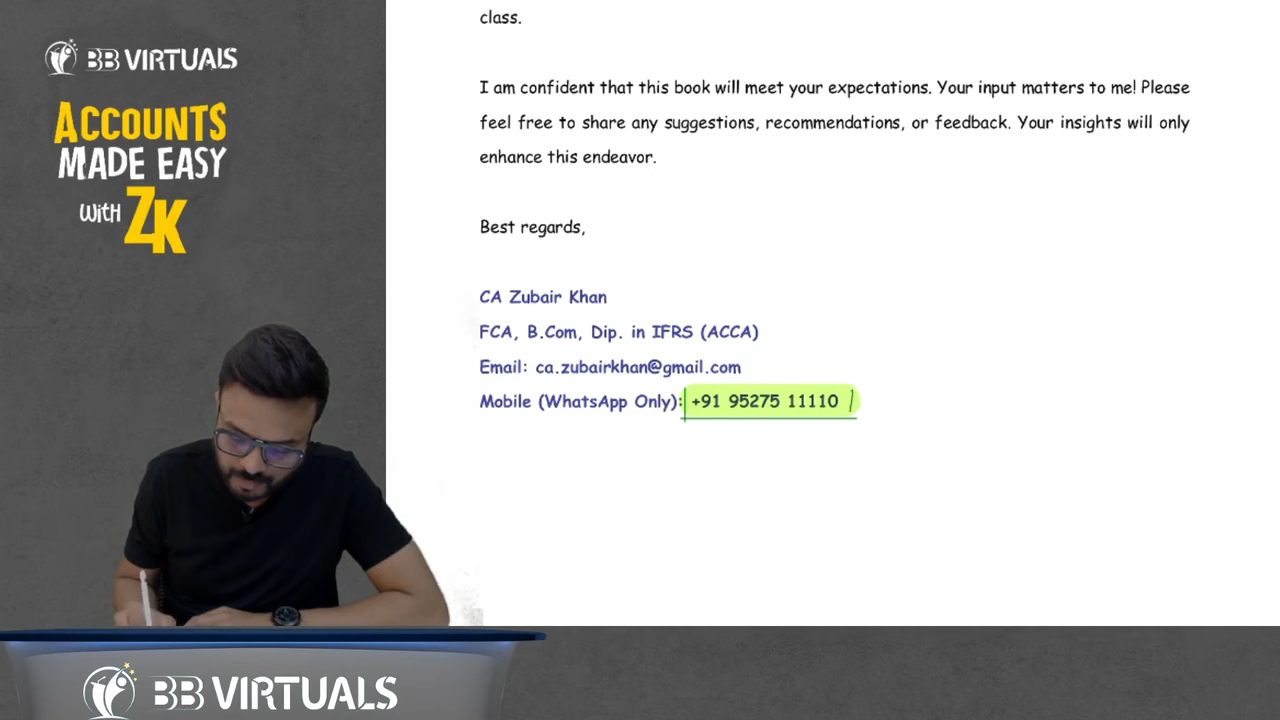 BB VIRTUALS
ACCOUNTS
MADE EASY
WITH ZK
class.
I am confident that this book will meet your expectations. Your input matters to me! Please
feel free to share any suggestions, recommendations, or feedback. Your insights will only
enhance this endeavor.
Best regards,
CA Zubair Khan
FCA, B.Com, Dip. in IFRS (ACCA)
Email: ca.zubairkhan@gmail.com
Mobile (WhatsApp Only): +91 95275 11110
BB VIRTUALS